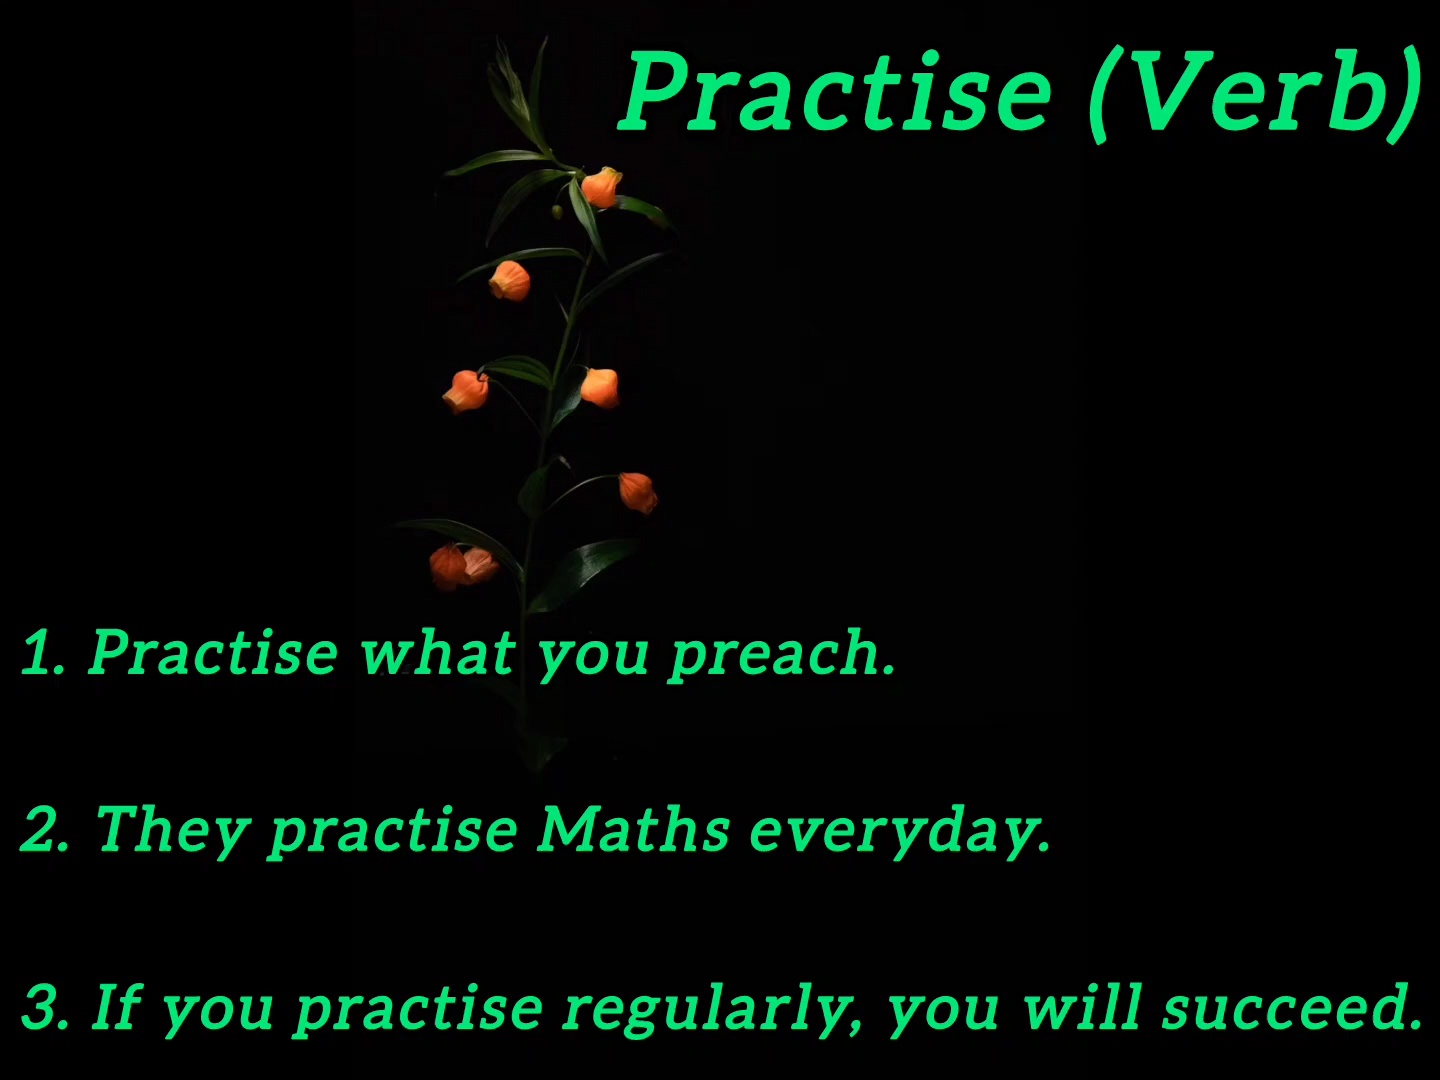 Practise (Verb)
1. Practise what you preach.
2. They practise Maths everyday.
3. If you practise regularly, you will succeed.